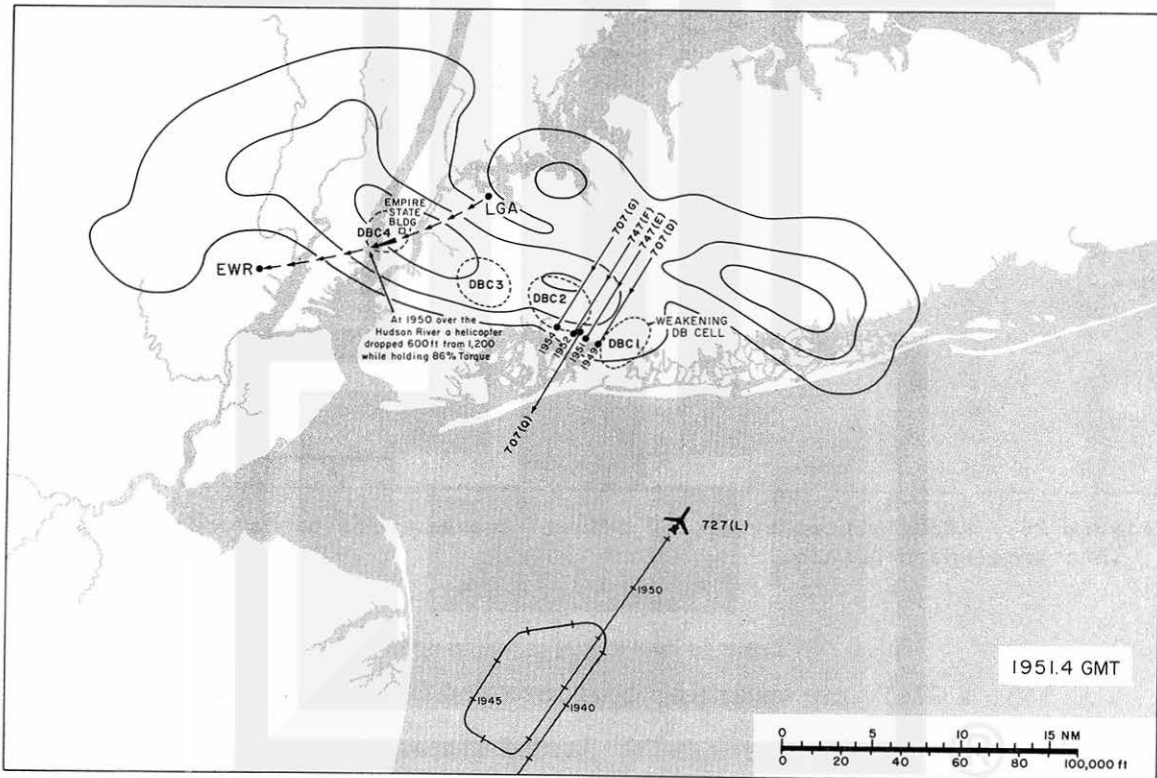 LGA
EMPIRE
STATE
BLDG
DBC4
EWR
DBC3
DBC2
707(G)
747(F)
747(E)
707(D)
At 1950 over the
Hudson River a helicopter
dropped 600ft from 1,200
while holding 86% Torque
WEAKENING
DB CELL
DBC1
1954
1952
1951
1949
707(Q)
727(L)
1950
1945
1940
1951.4 GMT
0 5 10 15 NM
0 20 40 60 80 100,000 ft
®